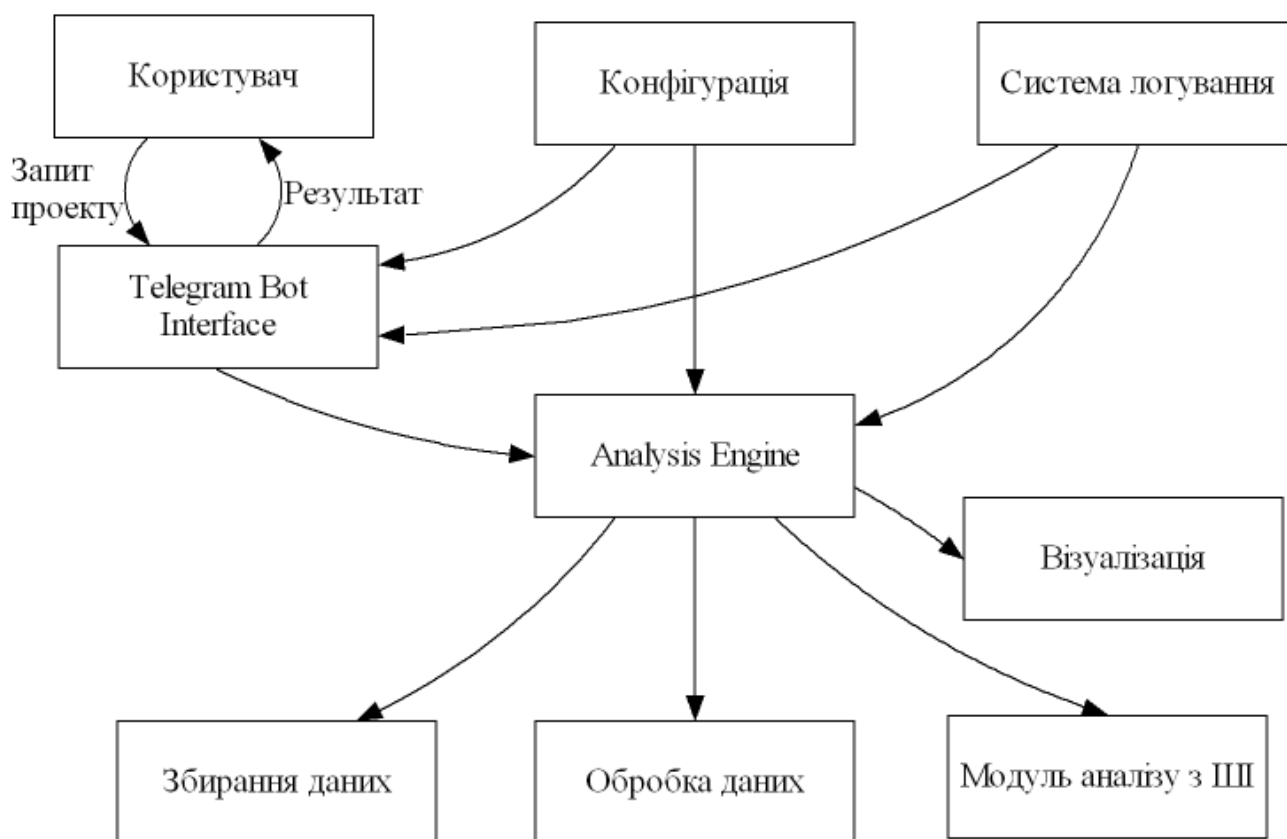 Користувач
Конфігурація
Система логування
Запит
проекту
Результат
Telegram Bot
Interface
Analysis Engine
Візуалізація
Збирання даних
Обробка даних
Модуль аналізу з ШІ